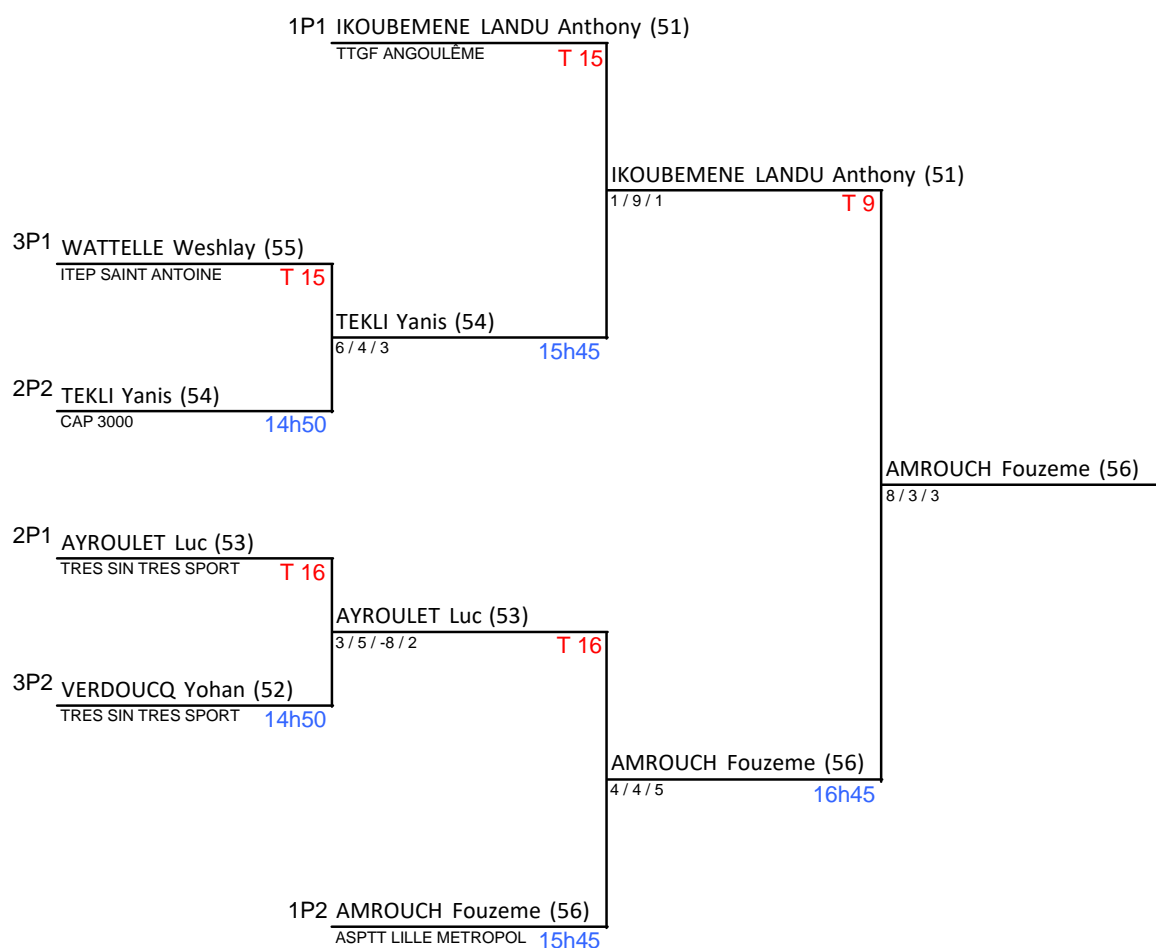 1P1 IKOUBEMENE LANDU Anthony (51)
TTGF ANGOULÊME T 15
IKOUBEMENE LANDU Anthony (51)
1 / 9 / 1 T 9
3P1 WATTELLE Weshlay (55)
ITEP SAINT ANTOINE T 15
TEKLI Yanis (54)
6 / 4 / 3 15h45
2P2 TEKLI Yanis (54)
CAP 3000 14h50
AMROUCH Fouzeme (56)
8 / 3 / 3
2P1 AYROULET Luc (53)
TRES SIN TRES SPORT T 16
AYROULET Luc (53)
3 / 5 / -8 / 2 T 16
3P2 VERDOUCQ Yohan (52)
TRES SIN TRES SPORT 14h50
AMROUCH Fouzeme (56)
4 / 4 / 5 16h45
1P2 AMROUCH Fouzeme (56)
ASPTT LILLE METROPOL 15h45